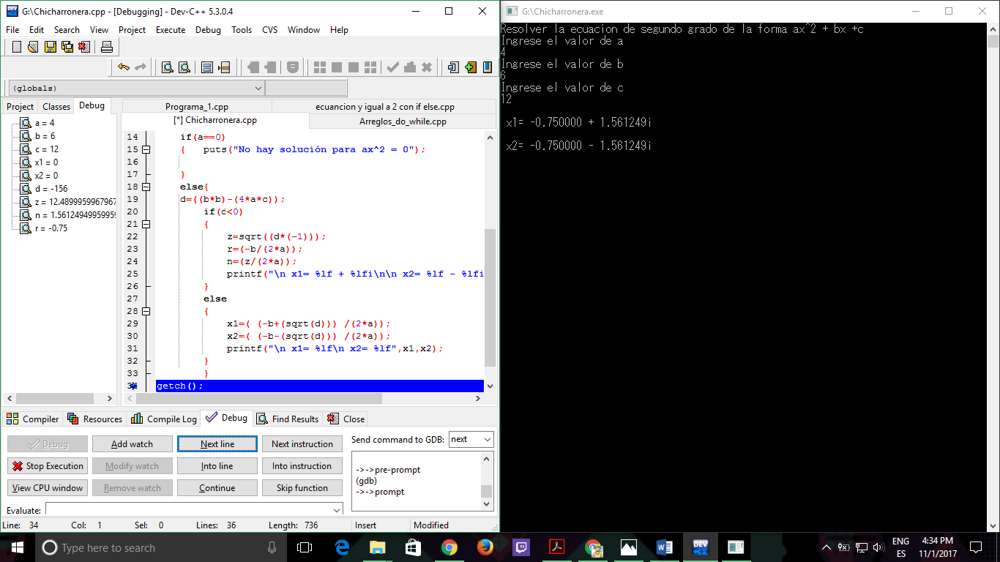 G:\Chicharronera.cpp - [Debugging] - Dev-C++ 5.3.0.4
File Edit Search View Project Execute Debug Tools CVS Window Help
(globals)
Project Classes Debug
a = 4
b = 6
c = 12
x1 = 0
x2 = 0
d = -156
z = 12.4899959967967
n = 1.5612494995995
r = -0.75
Programa_1.cpp ecuancion y igual a 2 con if else.cpp
[*] Chicharronera.cpp Arreglos_do_while.cpp
14 if(a==0)
15 { puts("No hay solución para ax^2 = 0");
16
17 }
18 else{
19 d=((b*b)-(4*a*c));
20 if(d<0)
21 {
22 z=sqrt((d*(-1)));
23 r=(-b/(2*a));
24 n=(z/(2*a));
25 printf("\n x1= %lf + %lfi\n\n x2= %lf - %lfi
26 }
27 else
28 {
29 x1=( (-b+(sqrt(d))) /(2*a));
30 x2=( (-b-(sqrt(d))) /(2*a));
31 printf("\n x1= %lf\n x2= %lf",x1,x2);
32 }
33 }
34 getch();
Compiler Resources Compile Log Debug Find Results Close
Debug Add watch Next line Next instruction
Stop Execution Modify watch Into line Into instruction
View CPU window Remove watch Continue Skip function
Evaluate:
Send command to GDB: next
->->pre-prompt
(gdb)
->->prompt
Line: 34 Col: 1 Sel: 0 Lines: 36 Length: 736 Insert Modified
G:\Chicharronera.exe
Resolver la ecuacion de segundo grado de la forma ax^2 + bx +c
Ingrese el valor de a
4
Ingrese el valor de b
6
Ingrese el valor de c
12
x1= -0.750000 + 1.561249i
x2= -0.750000 - 1.561249i
Type here to search
DEV
ENG
ES
4:34 PM
11/1/2017